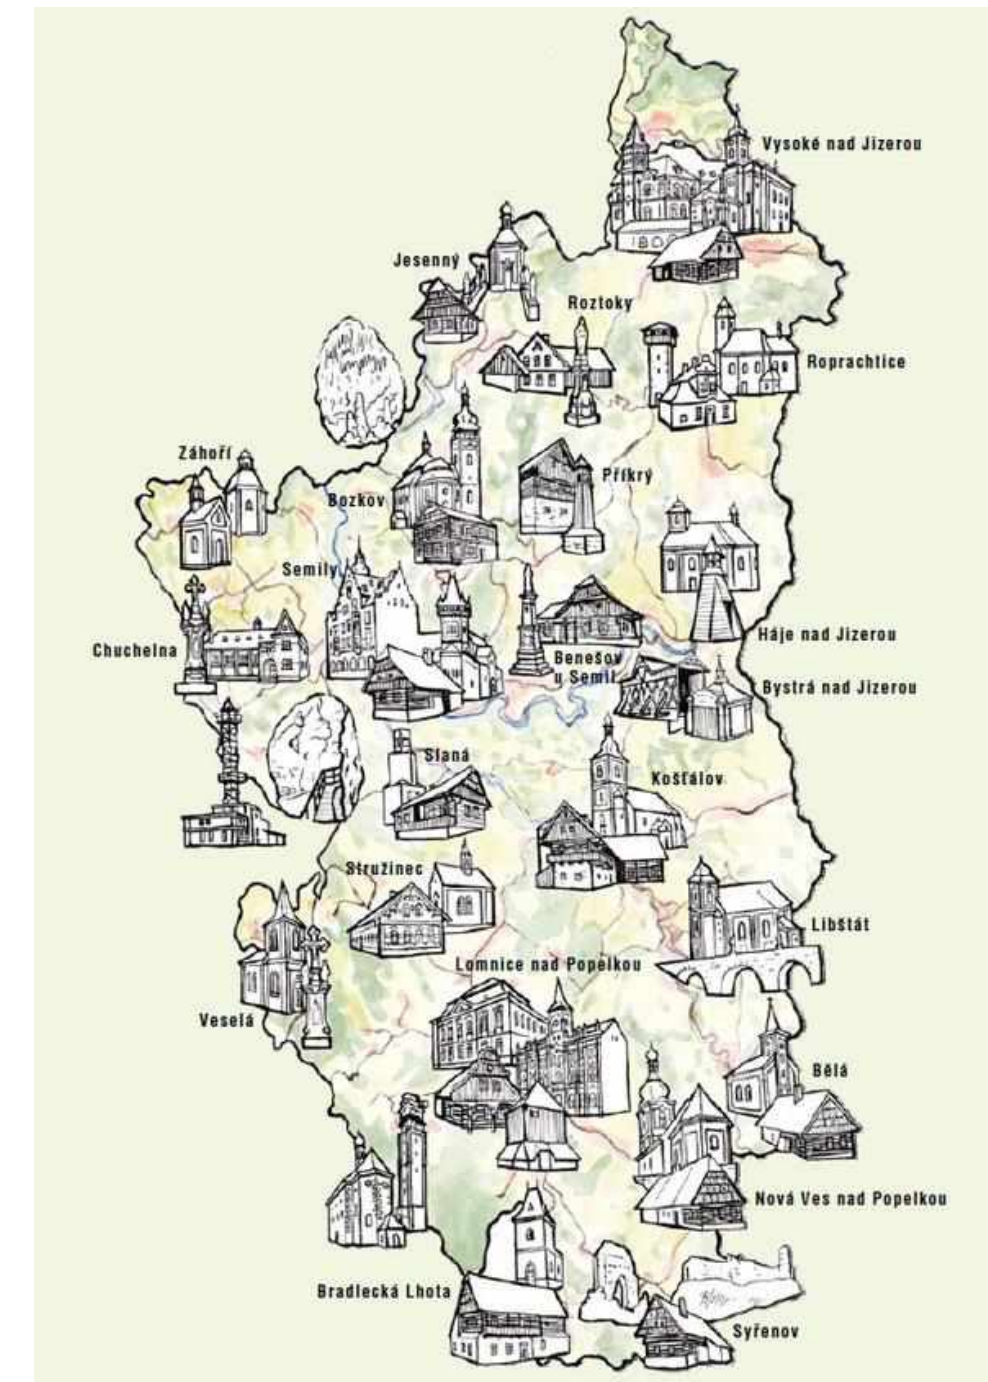 Vysoké nad Jizerou
Jesenný
Roztoky
Roprachtice
Záhoří
Bozkov
Příkrý
Semily
Háje nad Jizerou
Chuchelna
Benešov
u Semil
Bystrá nad Jizerou
Slaná
Košťálov
Stružinec
Libštát
Lomnice nad Popelkou
Veselá
Bělá
Nová Ves nad Popelkou
Bradlecká Lhota
Syřenov